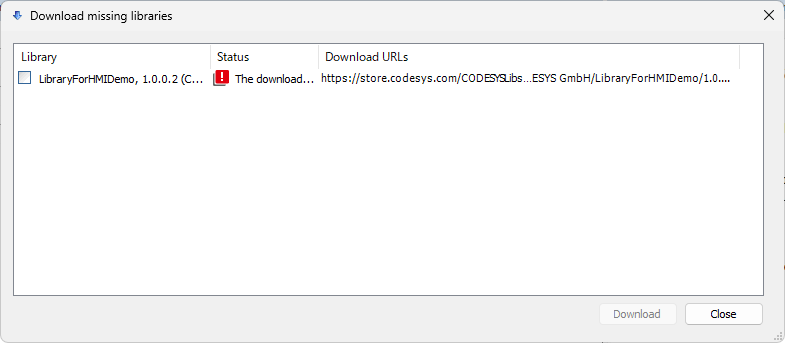 Download missing libraries
Library Status Download URLs
LibraryForHMIDemo, 1.0.0.2 (C... The download... https://store.codesys.com/CODESYSLibs...ESYS GmbH/LibraryForHMIDemo/1.0....
Download Close